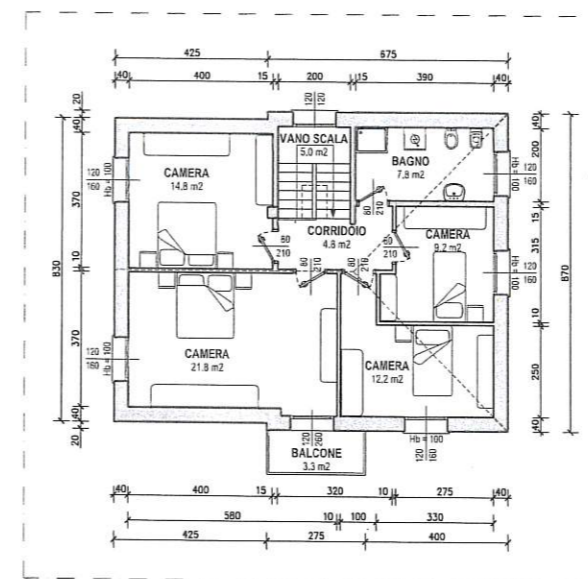 425 675
40 400 15 200 15 390 40
20
40
830
370
10
370
40
20
120
120
VANO SCALA
5,0 m2
BAGNO
7,8 m2
CAMERA
14.8 m2
120
160
Hb = 100
80
210
CORRIDOIO
4.8 m2
80
210
80
210
CAMERA
9.2 m2
Hb = 100
120
160
Hb = 100
120
160
40
200
15
315
10
250
40
870
80
210
80
210
CAMERA
21.8 m2
120
160
Hb = 100
CAMERA
12,2 m2
120
260
Hb = 100
120
160
BALCONE
3.3 m2
40 400 15 320 10 275 40
580 10 100 330
425 275 400